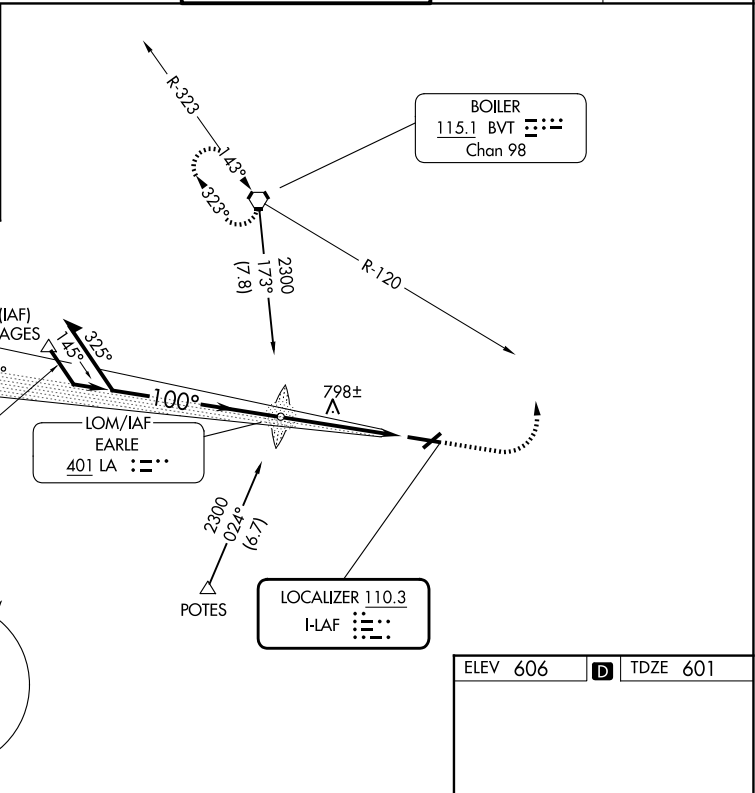 R-323
BOILER
115.1 BVT
Chan 98
143°
323°
2300
173°
(7.8)
R-120
(IAF)
AGES
145°
325°
°
100°
798±
LOM/IAF
EARLE
401 LA
2300
024°
(6.7)
POTES
LOCALIZER 110.3
I-LAF
ELEV 606 D TDZE 601